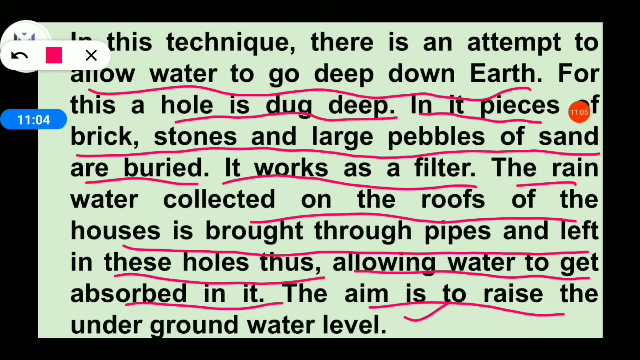 In this technique, there is an attempt to
allow water to go deep down Earth. For
this a hole is dug deep. In it pieces of
11:04
11:05
brick, stones and large pebbles of sand
are buried. It works as a filter. The rain
water collected on the roofs of the
houses is brought through pipes and left
in these holes thus, allowing water to get
absorbed in it. The aim is to raise the
under ground water level.